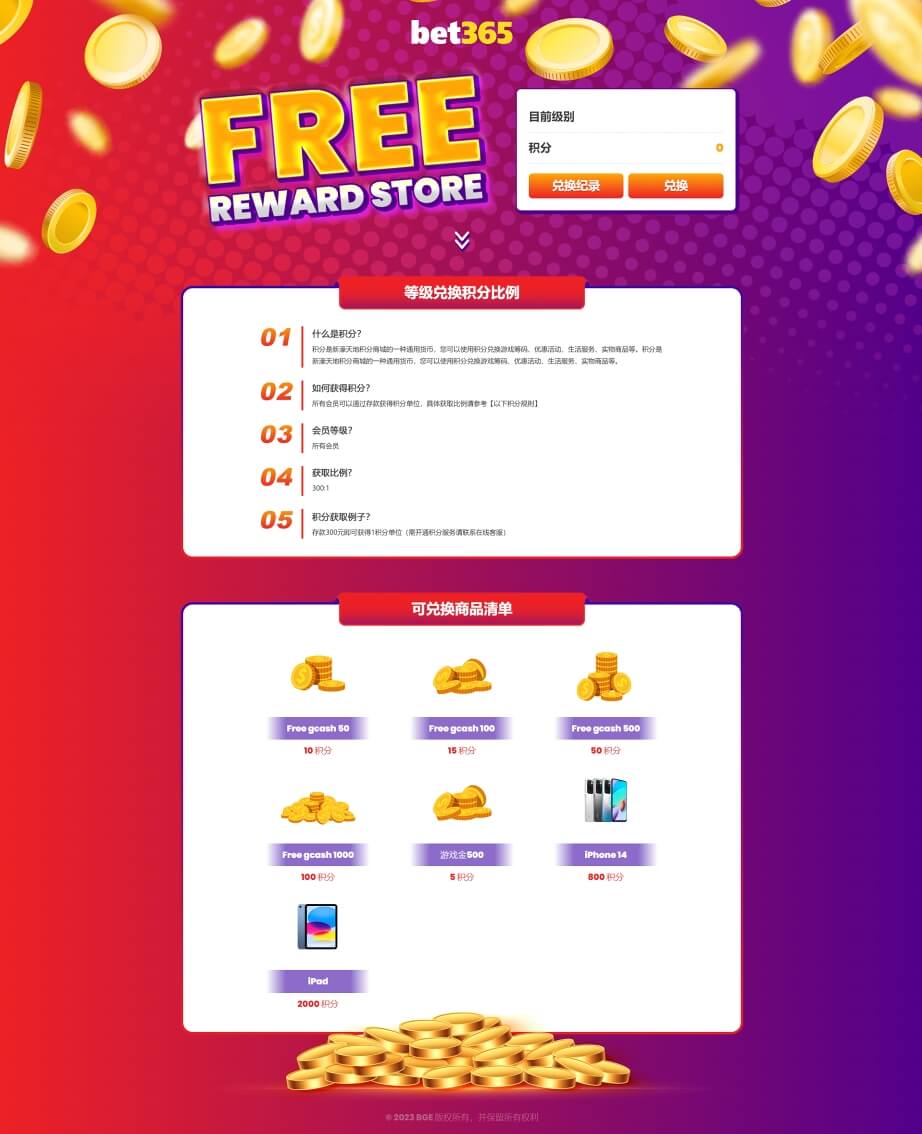 bet365
FREE
REWARD STORE
目前级别
积分 0
兑换纪录 兑换
等级兑换积分比例
01 什么是积分？
积分是新濠天地积分商城的一种通用货币，您可以使用积分兑换游戏筹码、优惠活动、生活服务、实物商品等。积分是
新濠天地积分商城的一种通用货币，您可以使用积分兑换游戏筹码、优惠活动、生活服务、实物商品等。
02 如何获得积分？
所有会员可以通过存款获得积分单位，具体获取比例请参考【以下积分规则】
03 会员等级？
所有会员
04 获取比例？
300:1
05 积分获取例子？
存款300元即可获得1积分单位（需开通积分服务请联系在线客服）
可兑换商品清单
Free gcash 50 Free gcash 100 Free gcash 500
10 积分 15 积分 50 积分
Free gcash 1000 游戏金500 iPhone 14
100 积分 5 积分 800 积分
iPad
2000 积分
© 2023 BGE 版权所有，并保留所有权利